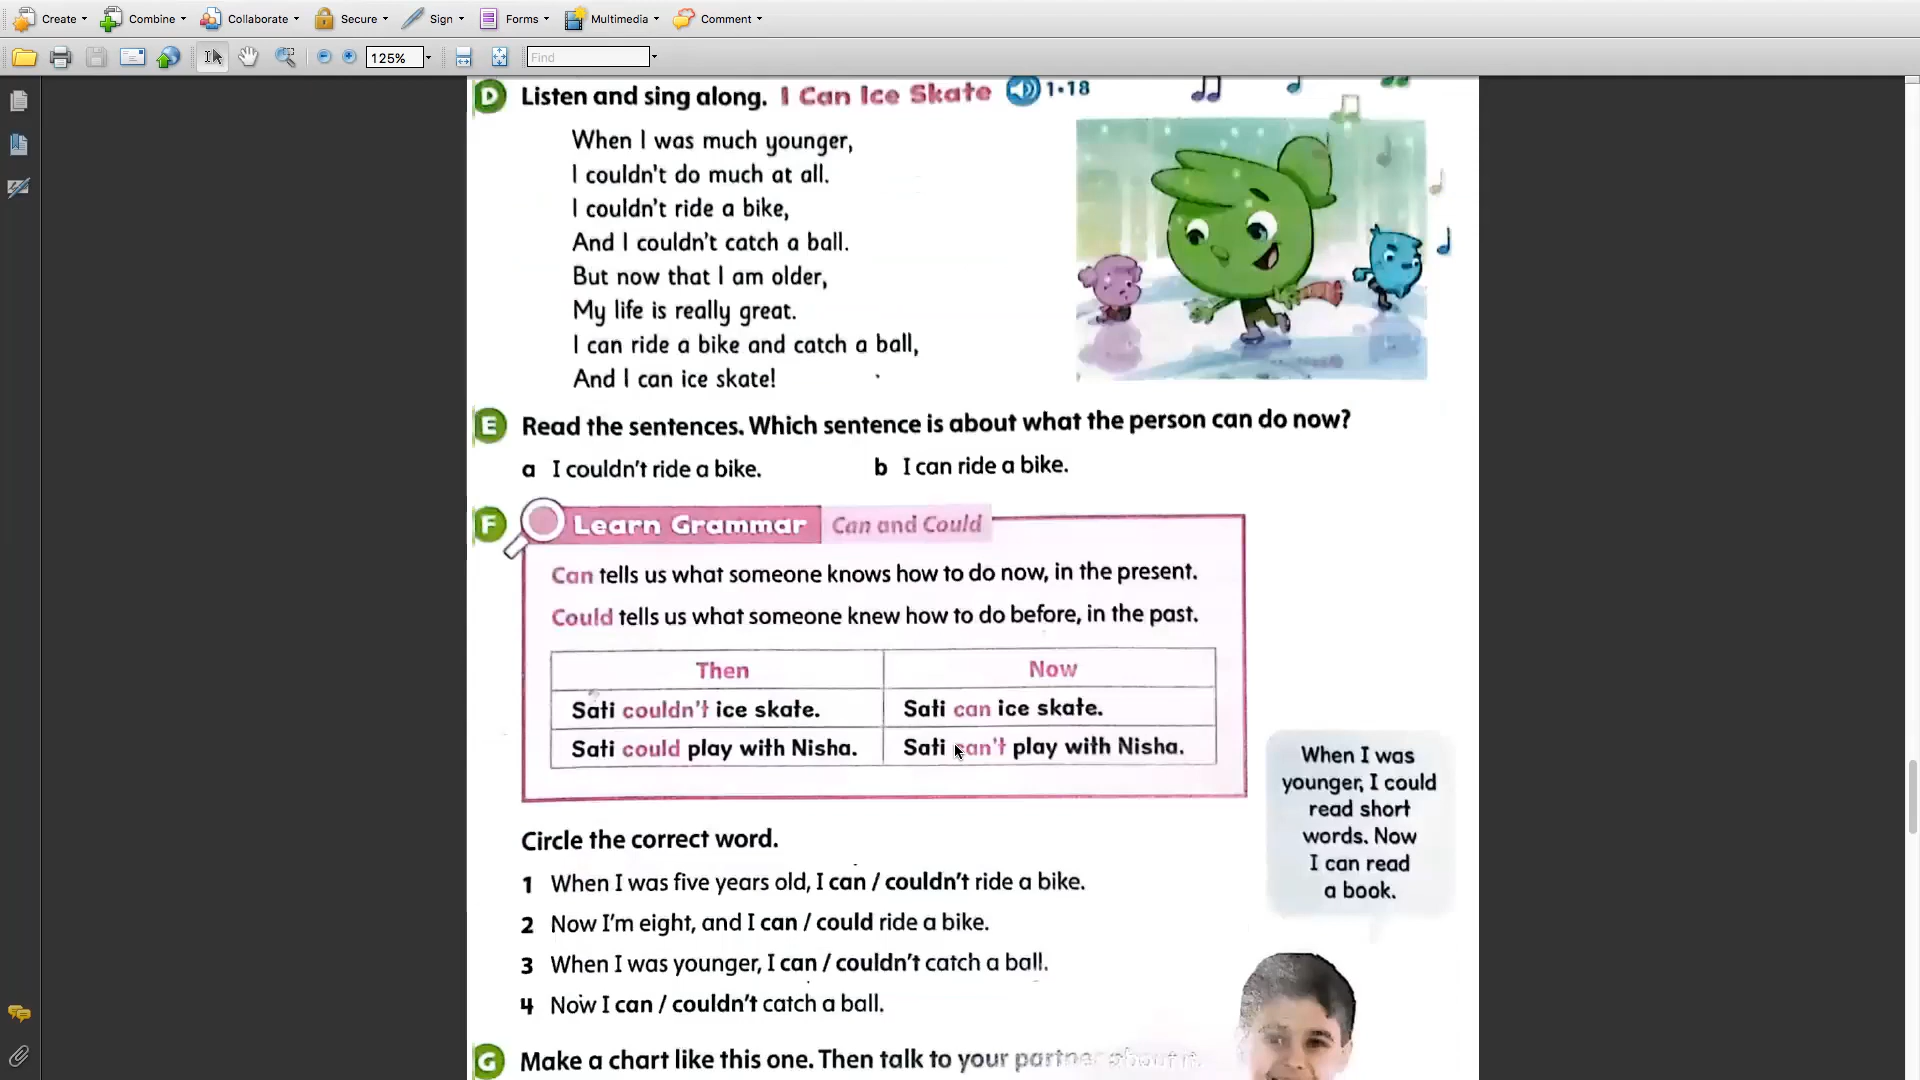 Create Combine Collaborate Secure Sign Forms Multimedia Comment
125% Find
D Listen and sing along. I Can Ice Skate 1•18
When I was much younger,
I couldn't do much at all.
I couldn't ride a bike,
And I couldn't catch a ball.
But now that I am older,
My life is really great.
I can ride a bike and catch a ball,
And I can ice skate!
E Read the sentences. Which sentence is about what the person can do now?
a I couldn't ride a bike. b I can ride a bike.
F Learn Grammar Can and Could
Can tells us what someone knows how to do now, in the present.
Could tells us what someone knew how to do before, in the past.
Then Now
Sati couldn't ice skate. Sati can ice skate.
Sati could play with Nisha. Sati can't play with Nisha.
When I was
younger, I could
read short
words. Now
I can read
a book.
Circle the correct word.
1 When I was five years old, I can / couldn't ride a bike.
2 Now I'm eight, and I can / could ride a bike.
3 When I was younger, I can / couldn't catch a ball.
4 Now I can / couldn't catch a ball.
G Make a chart like this one. Then talk to your partner about it.